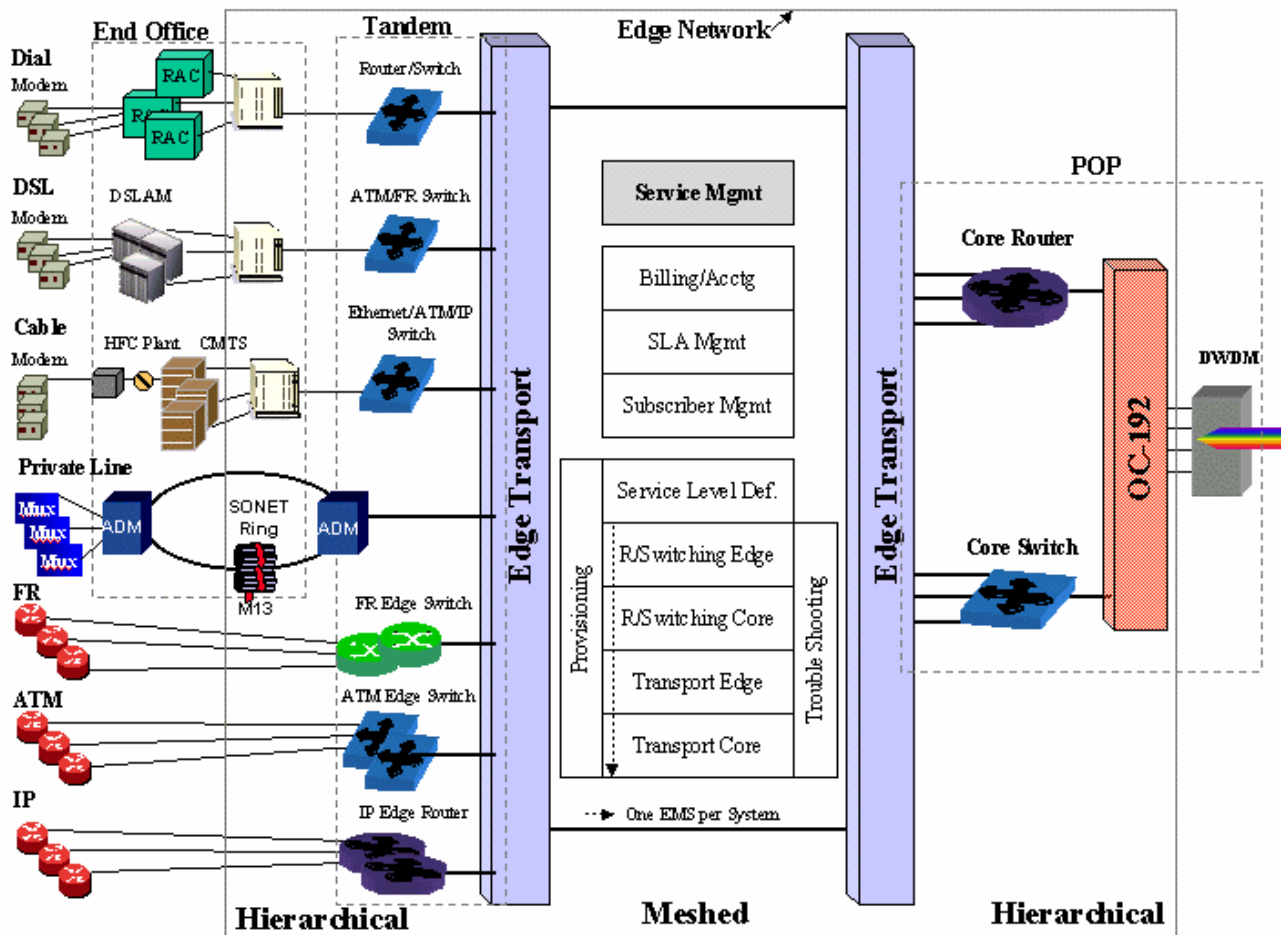 Edge Network
End Office
Tandem
Dial
Modem
RAC
RAC
RAC
Router/Switch
POP
DSL
Modem
DSLAM
ATM/FR Switch
Service Mgmt
Core Router
Cable
Modem
HFC Plant
CMTS
Ethernet/ATM/IP
Switch
Billing/Acctg
SLA Mgmt
Subscriber Mgmt
DWDM
OC-192
Edge Transport
Edge Transport
Private Line
Mux
Mux
Mux
ADM
SONET
Ring
ADM
M13
Service Level Def.
R/Switching Edge
R/Switching Core
Transport Edge
Transport Core
Provisioning
Trouble Shooting
Core Switch
FR
FR Edge Switch
ATM
ATM Edge Switch
IP
IP Edge Router
One EMS per System
Hierarchical
Meshed
Hierarchical